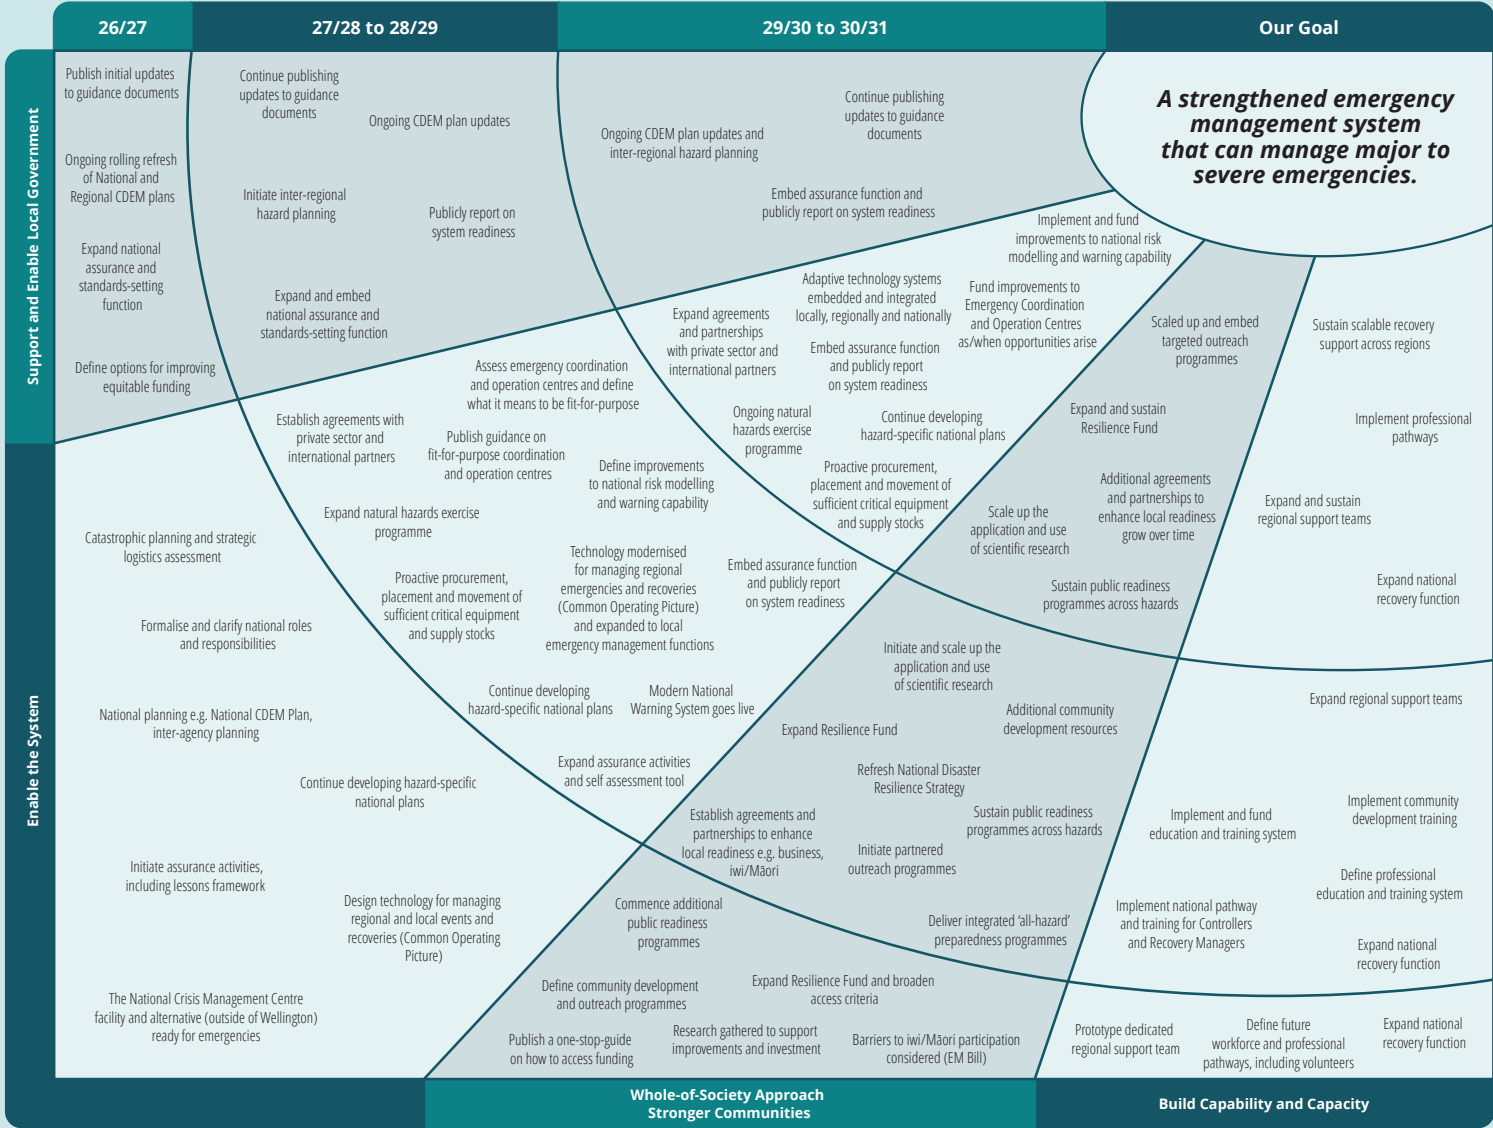 26/27
27/28 to 28/29
29/30 to 30/31
Our Goal
Support and Enable Local Government
Publish initial updates
to guidance documents
Ongoing rolling refresh
of National and
Regional CDEM plans
Expand national
assurance and
standards-setting
function
Define options for improving
equitable funding
Continue publishing
updates to guidance
documents
Ongoing CDEM plan updates
Initiate inter-regional
hazard planning
Publicly report on
system readiness
Expand and embed
national assurance and
standards-setting function
Continue publishing
updates to guidance
documents
Ongoing CDEM plan updates and
inter-regional hazard planning
Embed assurance function and
publicly report on system readiness
A strengthened emergency
management system
that can manage major to
severe emergencies.
Enable the System
Catastrophic planning and strategic
logistics assessment
Formalise and clarify national roles
and responsibilities
National planning e.g. National CDEM Plan,
inter-agency planning
Continue developing hazard-specific
national plans
Initiate assurance activities,
including lessons framework
Design technology for managing
regional and local events and
recoveries (Common Operating
Picture)
The National Crisis Management Centre
facility and alternative (outside of Wellington)
ready for emergencies
Assess emergency coordination
and operation centres and define
what it means to be fit-for-purpose
Establish agreements with
private sector and
international partners
Publish guidance on
fit-for-purpose coordination
and operation centres
Define improvements
to national risk modelling
and warning capability
Expand natural hazards exercise
programme
Technology modernised
for managing regional
emergencies and recoveries
(Common Operating Picture)
and expanded to local
emergency management functions
Embed assurance function
and publicly report
on system readiness
Proactive procurement,
placement and movement of
sufficient critical equipment
and supply stocks
Continue developing
hazard-specific national plans
Modern National
Warning System goes live
Expand assurance activities
and self assessment tool
Implement and fund
improvements to national risk
modelling and warning capability
Adaptive technology systems
embedded and integrated
locally, regionally and nationally
Fund improvements to
Emergency Coordination
and Operation Centres
as/when opportunities arise
Expand agreements
and partnerships
with private sector and
international partners
Embed assurance function
and publicly report
on system readiness
Ongoing natural
hazards exercise
programme
Continue developing
hazard-specific national plans
Proactive procurement,
placement and movement of
sufficient critical equipment
and supply stocks
Scaled up and embed
targeted outreach
programmes
Expand and sustain
Resilience Fund
Additional agreements
and partnerships to
enhance local readiness
grow over time
Scale up the
application and use
of scientific research
Sustain public readiness
programmes across hazards
Initiate and scale up the
application and use
of scientific research
Additional community
development resources
Expand Resilience Fund
Refresh National Disaster
Resilience Strategy
Establish agreements and
partnerships to enhance
local readiness e.g. business,
iwi/Māori
Sustain public readiness
programmes across hazards
Initiate partnered
outreach programmes
Deliver integrated ‘all-hazard’
preparedness programmes
Commence additional
public readiness
programmes
Define community development
and outreach programmes
Expand Resilience Fund and broaden
access criteria
Publish a one-stop-guide
on how to access funding
Research gathered to support
improvements and investment
Barriers to iwi/Māori participation
considered (EM Bill)
Sustain scalable recovery
support across regions
Implement professional
pathways
Expand and sustain
regional support teams
Expand national
recovery function
Expand regional support teams
Implement community
development training
Implement and fund
education and training system
Define professional
education and training system
Implement national pathway
and training for Controllers
and Recovery Managers
Expand national
recovery function
Prototype dedicated
regional support team
Define future
workforce and professional
pathways, including volunteers
Expand national
recovery function
Whole-of-Society Approach
Stronger Communities
Build Capability and Capacity